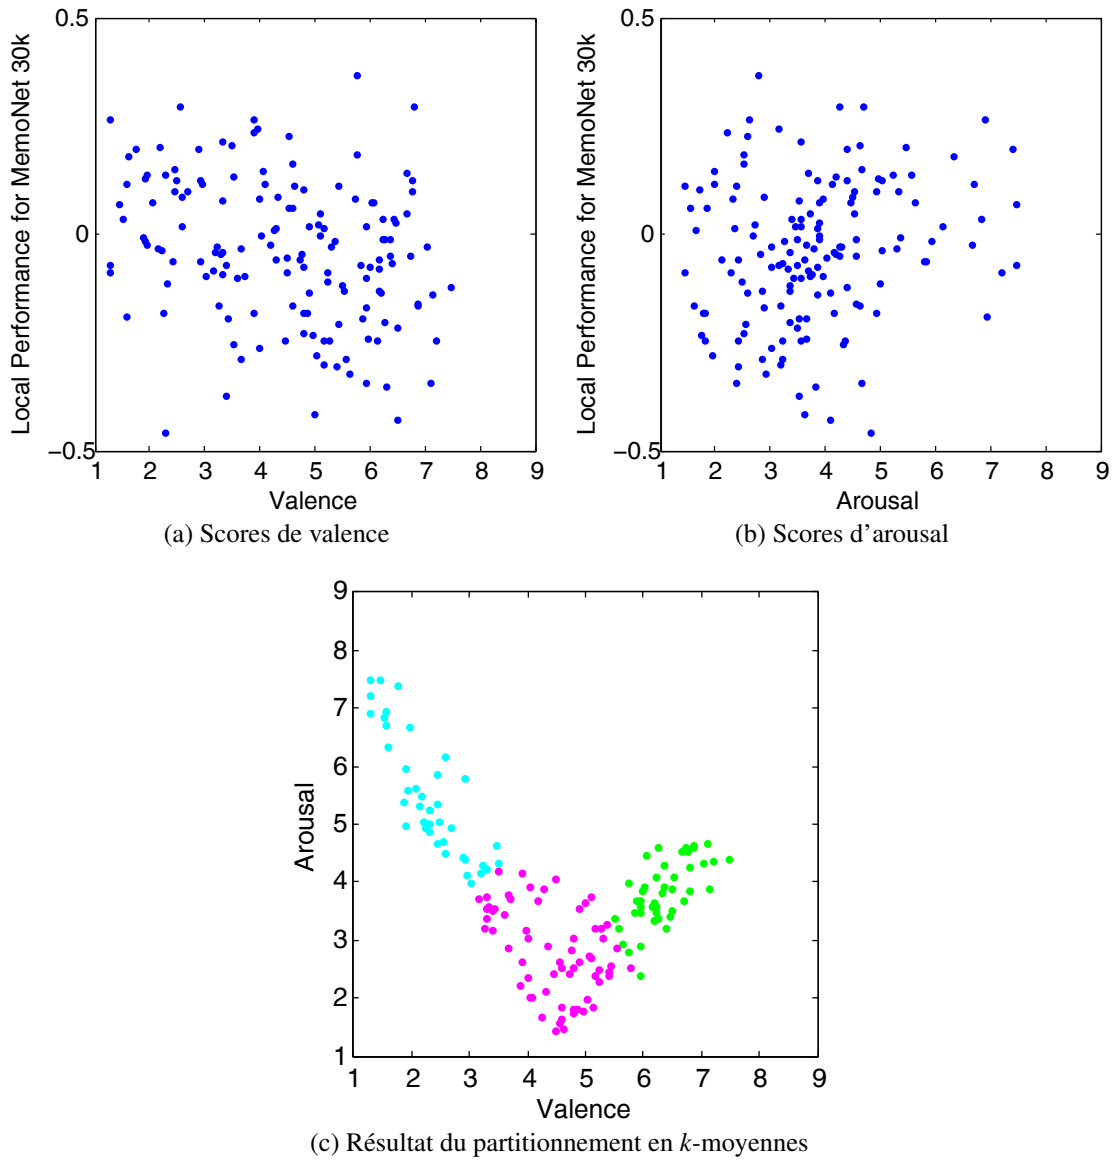 Local Performance for MemoNet 30k
0.5
0
−0.5
1 2 3 4 5 6 7 8 9
Valence
(a) Scores de valence
Local Performance for MemoNet 30k
0.5
0
−0.5
1 2 3 4 5 6 7 8 9
Arousal
(b) Scores d'arousal
Arousal
9
8
7
6
5
4
3
2
1
1 2 3 4 5 6 7 8 9
Valence
(c) Résultat du partitionnement en k-moyennes